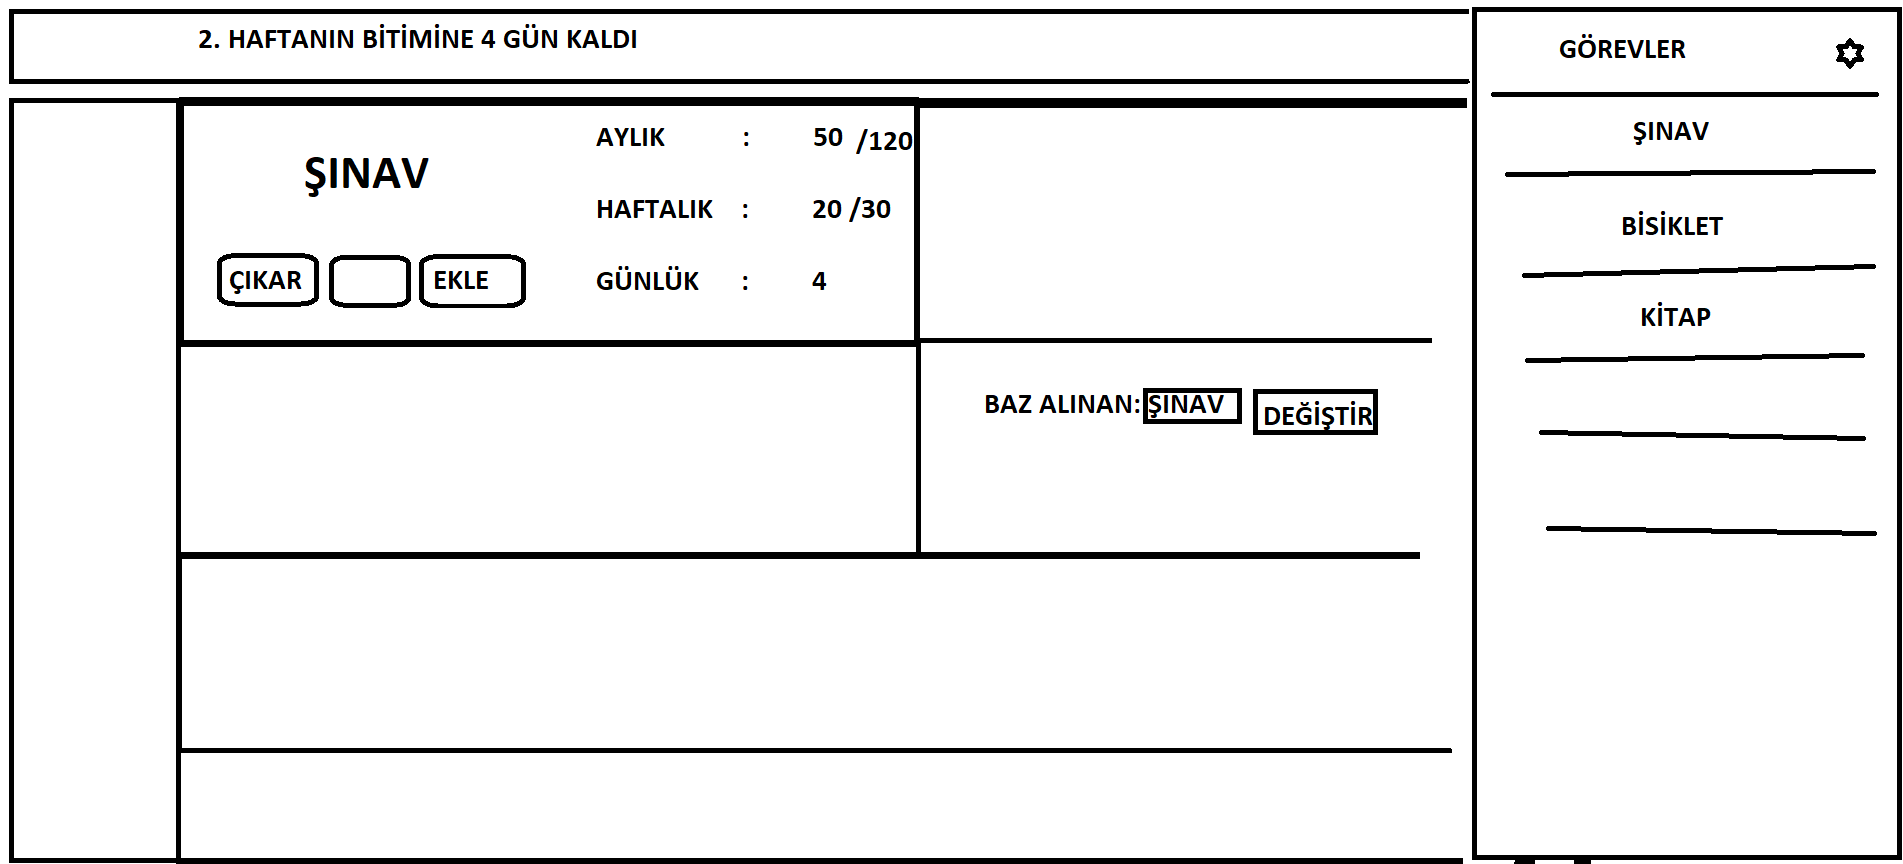 2. HAFTANIN BİTİMİNE 4 GÜN KALDI
ŞINAV
AYLIK : 50 /120
HAFTALIK : 20 /30
GÜNLÜK : 4
ÇIKAR
EKLE
BAZ ALINAN: ŞINAV
DEĞİŞTİR
GÖREVLER
ŞINAV
BİSİKLET
KİTAP